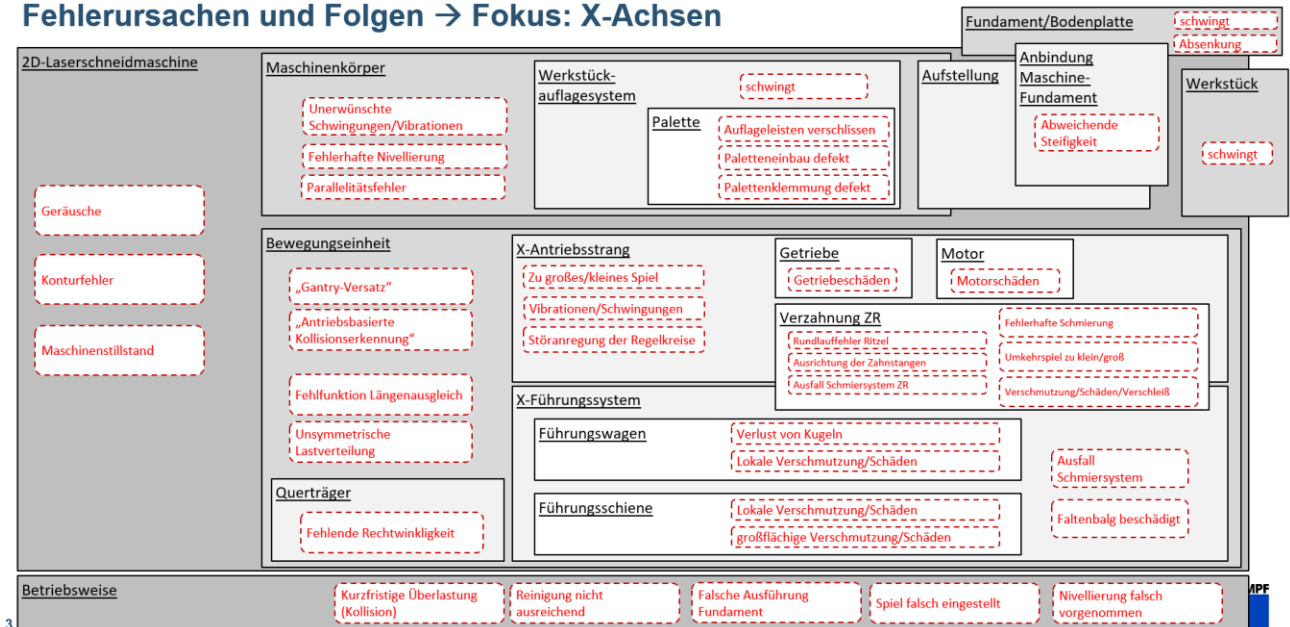 Fehlerursachen und Folgen → Fokus: X-Achsen
Fundament/Bodenplatte
schwingt
Absenkung
2D-Laserschneidmaschine
Geräusche
Konturfehler
Maschinenstillstand
Maschinenkörper
Unerwünschte
Schwingungen/Vibrationen
Fehlerhafte Nivellierung
Parallelitätsfehler
Werkstück-
auflagesystem
schwingt
Palette
Auflageleisten verschlissen
Paletteneinbau defekt
Palettenklemmung defekt
Aufstellung
Anbindung
Maschine-
Fundament
Abweichende
Steifigkeit
Werkstück
schwingt
Bewegungseinheit
„Gantry-Versatz“
„Antriebsbasierte
Kollisionserkennung“
Fehlfunktion Längenausgleich
Unsymmetrische
Lastverteilung
Querträger
Fehlende Rechtwinkligkeit
X-Antriebsstrang
Zu großes/kleines Spiel
Vibrationen/Schwingungen
Störanregung der Regelkreise
Getriebe
Getriebeschäden
Motor
Motorschäden
Verzahnung ZR
Rundlauffehler Ritzel
Ausrichtung der Zahnstangen
Ausfall Schmiersystem ZR
Fehlerhafte Schmierung
Umkehrspiel zu klein/groß
Verschmutzung/Schäden/Verschleiß
X-Führungssystem
Führungswagen
Verlust von Kugeln
Lokale Verschmutzung/Schäden
Führungsschiene
Lokale Verschmutzung/Schäden
großflächige Verschmutzung/Schäden
Ausfall
Schmiersystem
Faltenbalg beschädigt
Betriebsweise
Kurzfristige Überlastung
(Kollision)
Reinigung nicht
ausreichend
Falsche Ausführung
Fundament
Spiel falsch eingestellt
Nivellierung falsch
vorgenommen
MPF
3